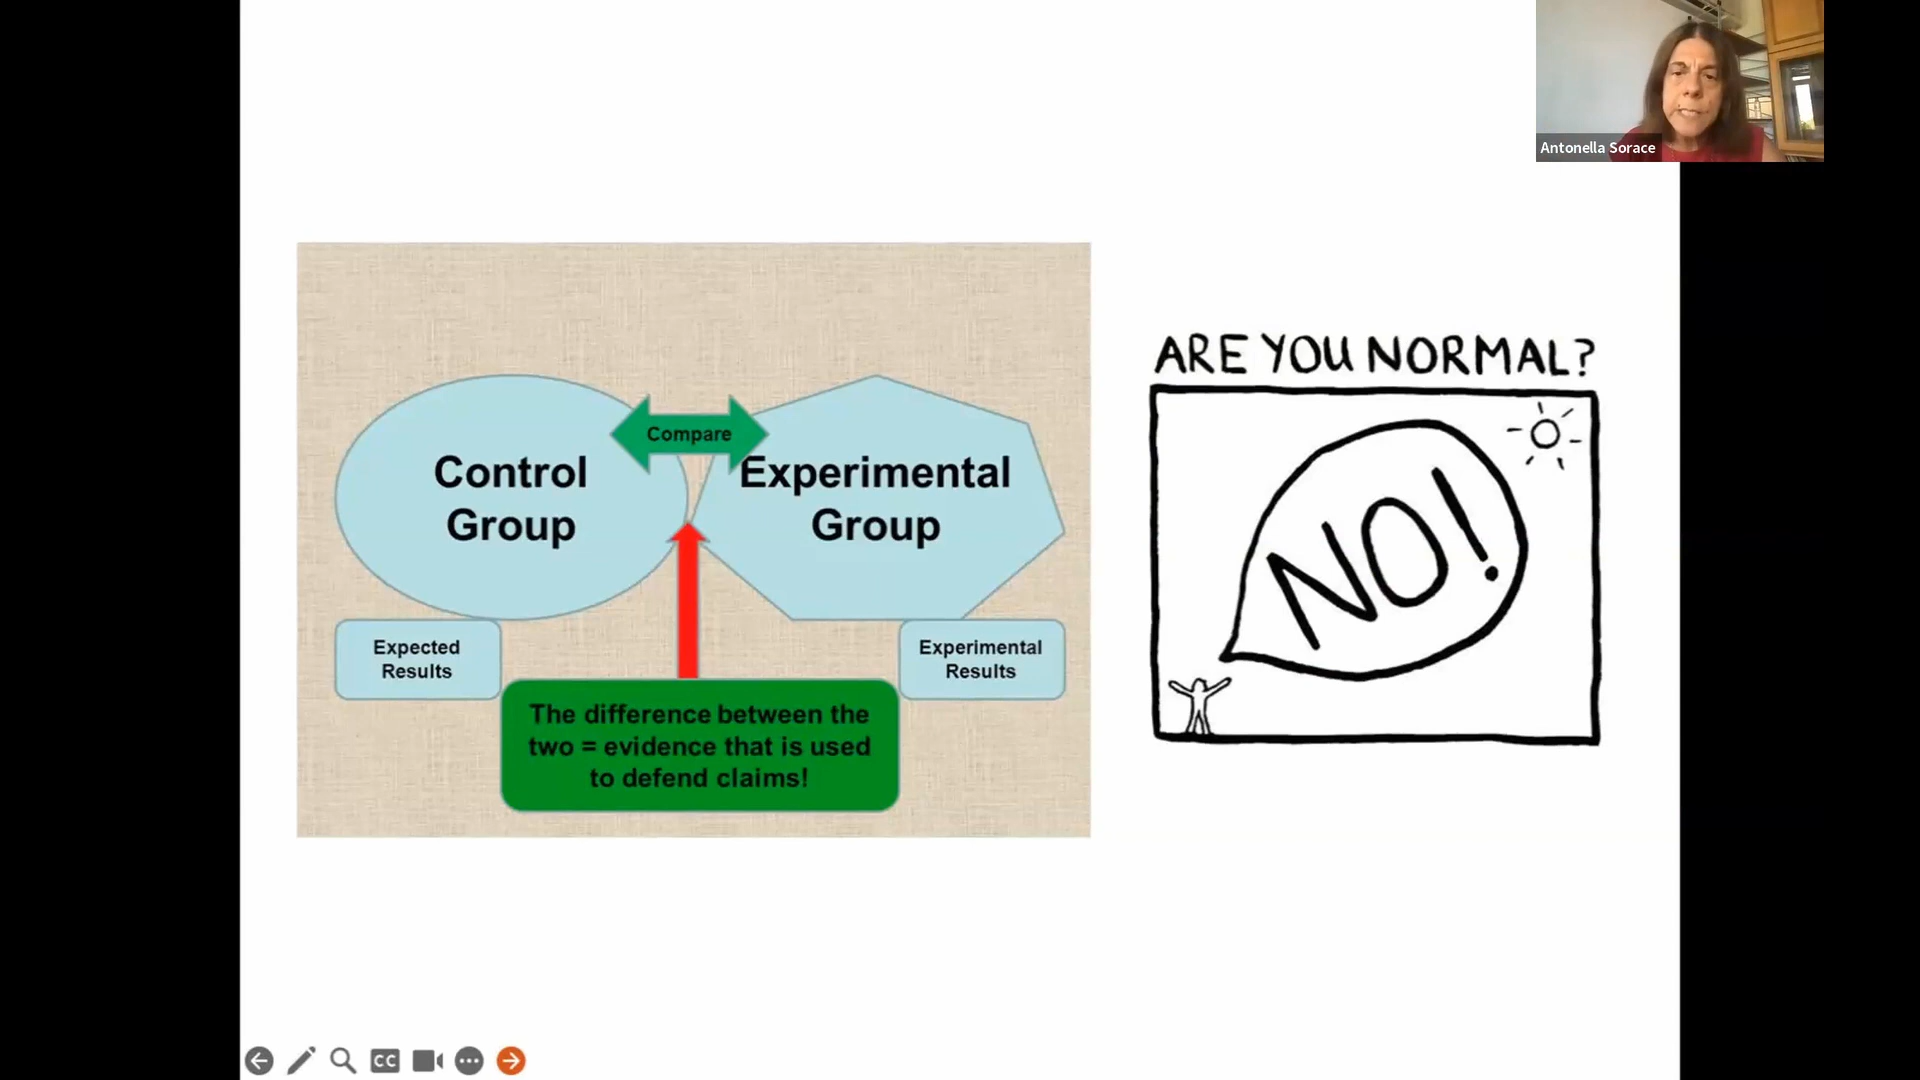 Antonella Sorace
Compare
Control
Group
Experimental
Group
Expected
Results
Experimental
Results
The difference between the
two = evidence that is used
to defend claims!
ARE YOU NORMAL?
NO!
CC